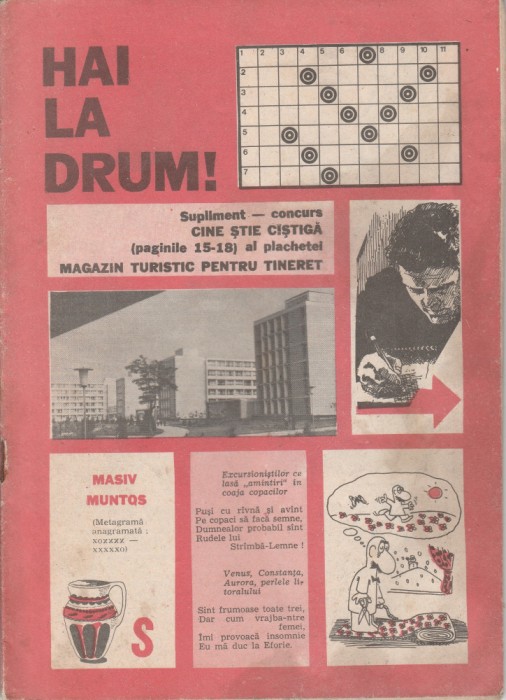 HAI
LA
DRUM!
1 2 3 4 5 6 8 9 10 11
2
3
4
5
6
7
Supliment — concurs
CINE ȘTIE CÎȘTIGĂ
(paginile 15-18) al plachetei
MAGAZIN TURISTIC PENTRU TINERET
MASIV
MUNTOS
(Metagramă
anagramată :
xozxzx —
xxxxxo)
S
Excursioniștilor ce
lasă „amintiri" în
coaja copacilor
Puși cu rîvnă și avint
Pe copaci să facă semne,
Dumnealor probabil sînt
Rudele lui
Strîmbă-Lemne !
Venus, Constanța,
Aurora, perlele li-
toralului
Sînt frumoase toate trei,
Dar cum vrajba-ntre
femei,
Îmi provoacă insomnie
Eu mă duc la Eforie.